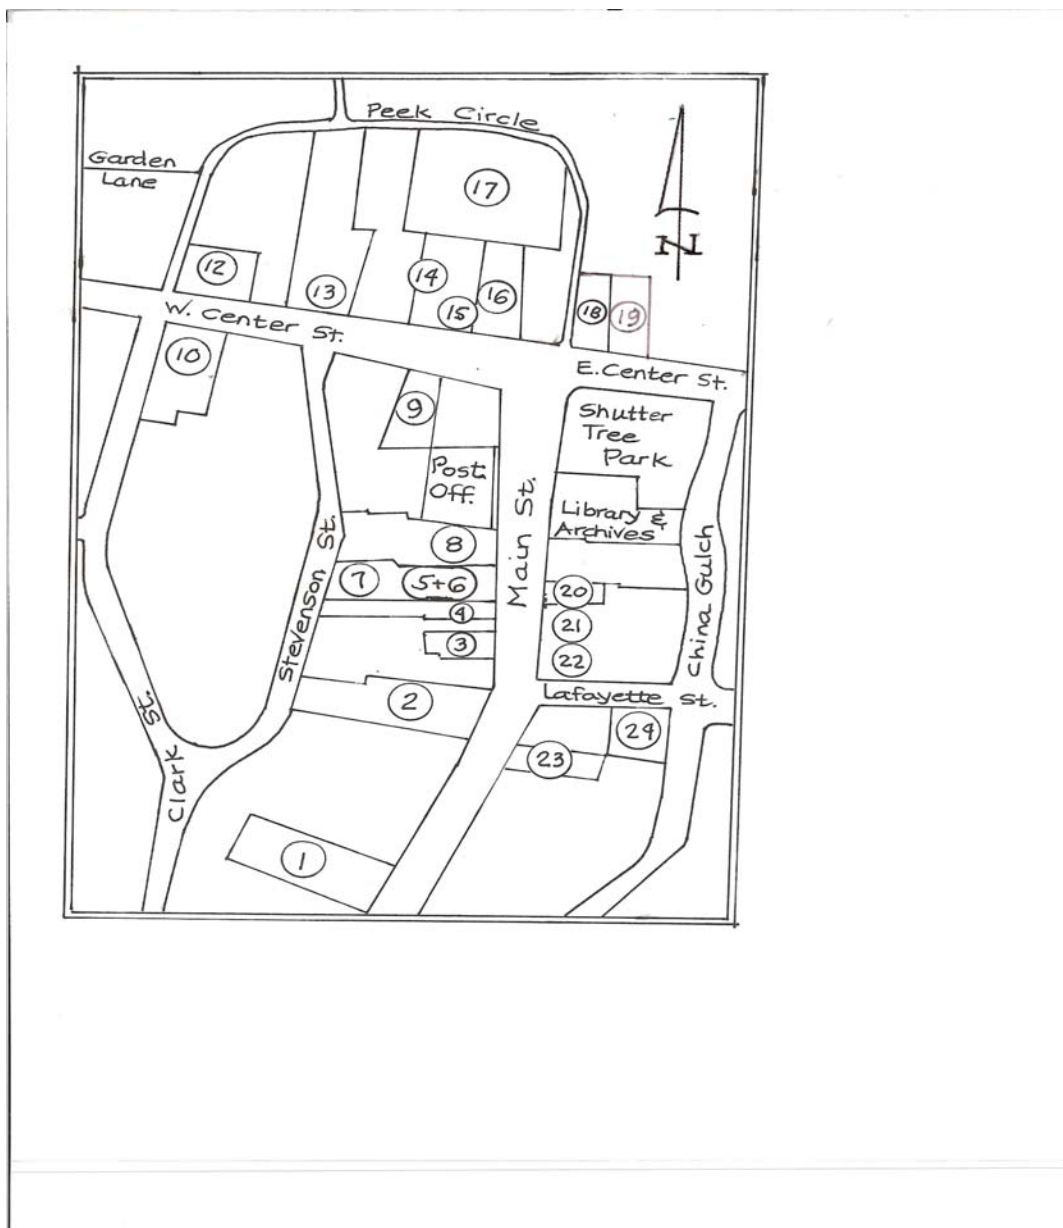 Peek Circle
Garden
Lane
17
12
13
14
15
16
18
19
W. Center St.
10
E. Center St.
9
Shutter
Tree
Park
Post
Off.
Library &
Archives
Main St.
8
7
5+6
4
3
20
21
22
Stevenson St.
China Gulch
2
Lafayette St.
24
23
Clark St.
1
N